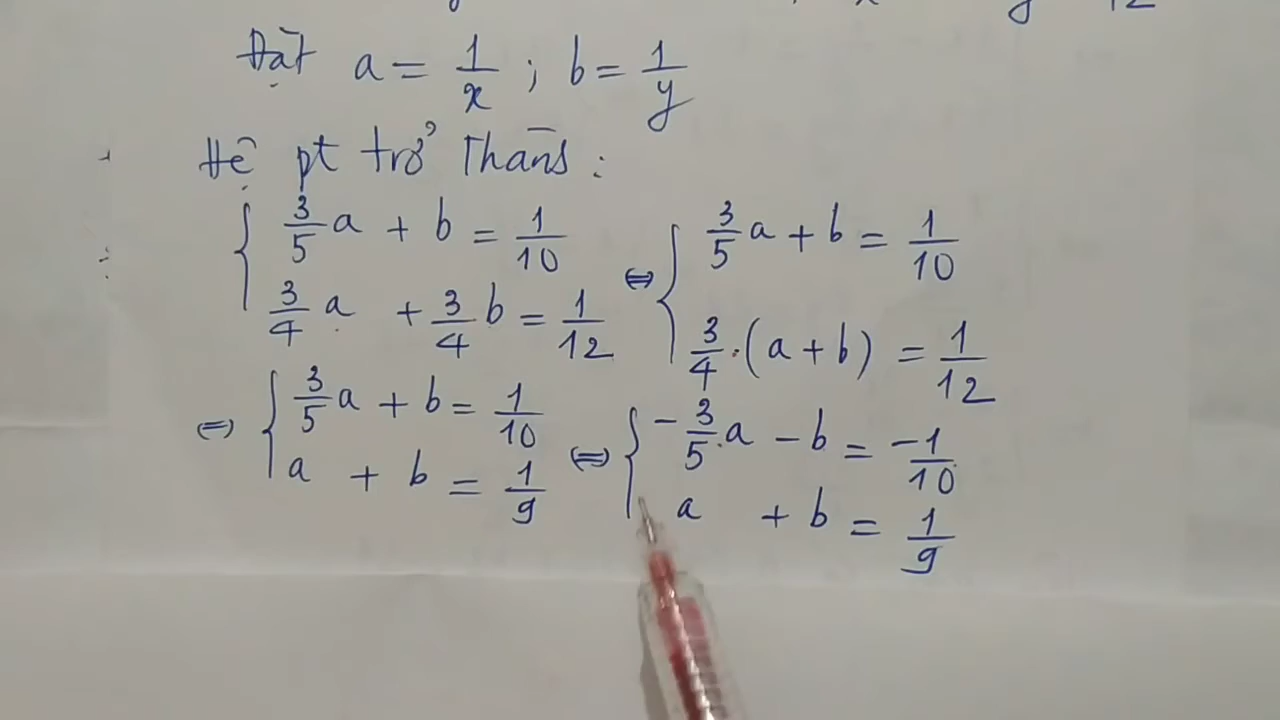 Đặt a = 1/x ; b = 1/y
Hệ pt trở thành :
{ 3/5 a + b = 1/10 ⇔ { 3/5 a + b = 1/10
3/4 a + 3/4 b = 1/12 3/4 . (a + b) = 1/12
⇔ { 3/5 a + b = 1/10 ⇔ { - 3/5 . a - b = -1/10
a + b = 1/9 a + b = 1/9